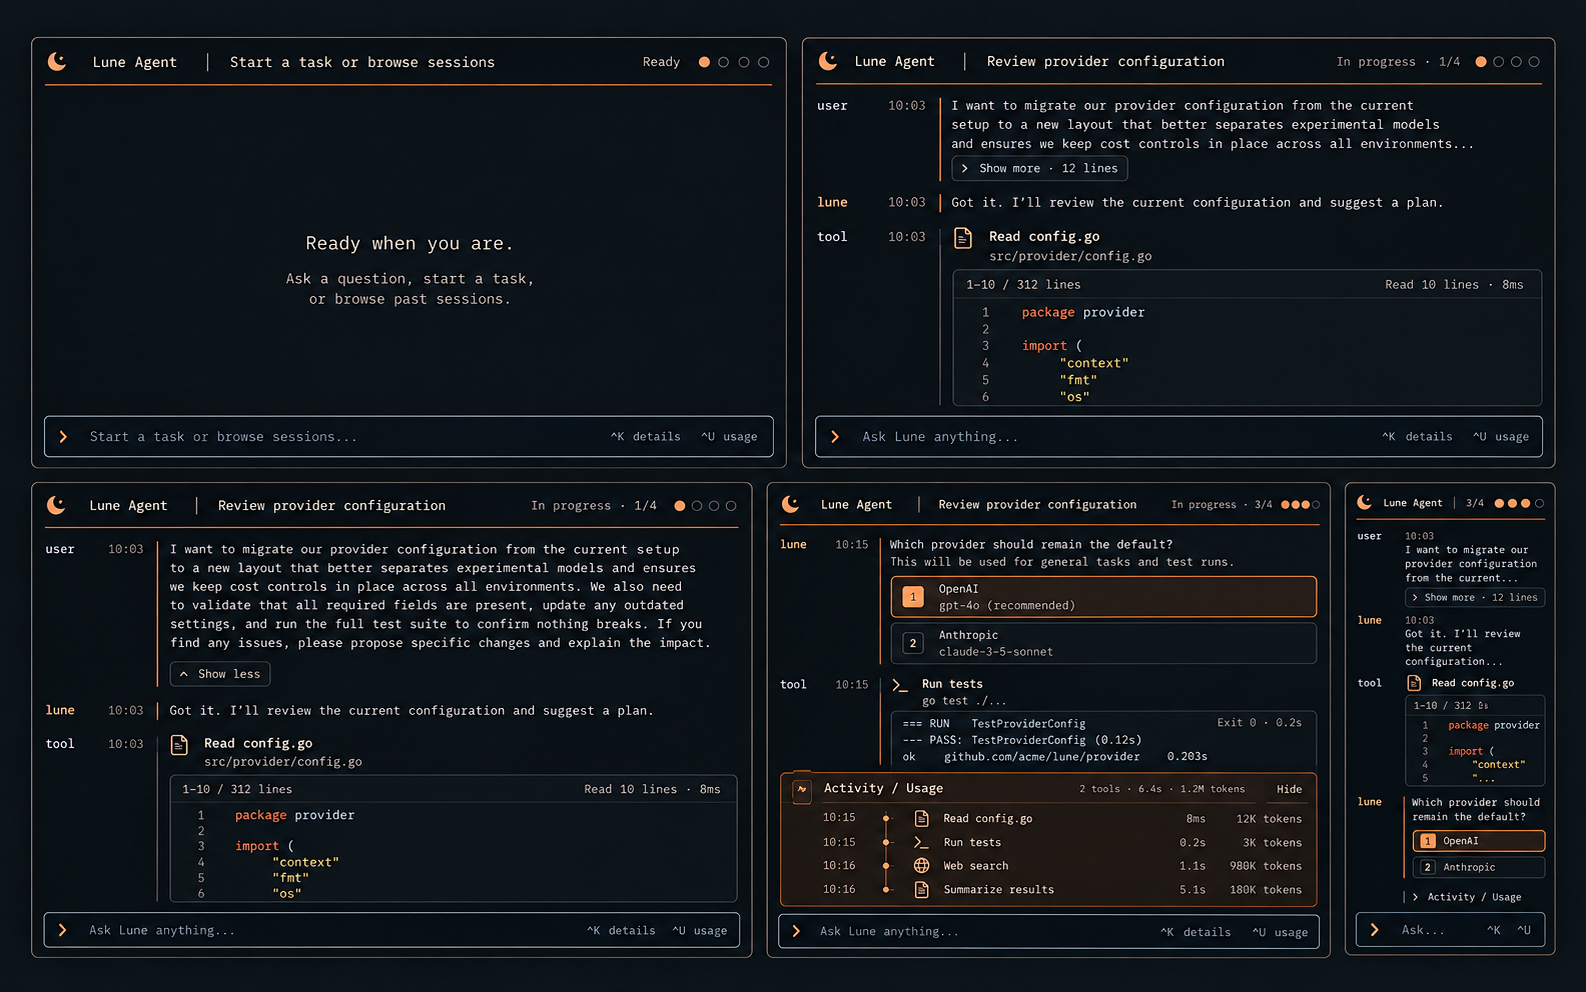 Lune Agent | Start a task or browse sessions Ready
Ready when you are.
Ask a question, start a task,
or browse past sessions.
Start a task or browse sessions... ^K details ^U usage
Lune Agent | Review provider configuration In progress · 1/4
user 10:03 I want to migrate our provider configuration from the current
setup to a new layout that better separates experimental models
and ensures we keep cost controls in place across all environments...
Show more · 12 lines
lune 10:03 Got it. I’ll review the current configuration and suggest a plan.
tool 10:03 Read config.go
src/provider/config.go
1–10 / 312 lines Read 10 lines · 8ms
1 package provider
2
3 import (
4 "context"
5 "fmt"
6 "os"
Ask Lune anything... ^K details ^U usage
Lune Agent | Review provider configuration In progress · 1/4
user 10:03 I want to migrate our provider configuration from the current setup
to a new layout that better separates experimental models and ensures
we keep cost controls in place across all environments. We also need
to validate that all required fields are present, update any outdated
settings, and run the full test suite to confirm nothing breaks. If you
find any issues, please propose specific changes and explain the impact.
Show less
lune 10:03 Got it. I’ll review the current configuration and suggest a plan.
tool 10:03 Read config.go
src/provider/config.go
1–10 / 312 lines Read 10 lines · 8ms
1 package provider
2
3 import (
4 "context"
5 "fmt"
6 "os"
Ask Lune anything... ^K details ^U usage
Lune Agent | Review provider configuration In progress · 3/4
lune 10:15 Which provider should remain the default?
This will be used for general tasks and test runs.
1 OpenAI
gpt-4o (recommended)
2 Anthropic
claude-3-5-sonnet
tool 10:15 Run tests
go test ./...
=== RUN TestProviderConfig Exit 0 · 0.2s
--- PASS: TestProviderConfig (0.12s)
ok github.com/acme/lune/provider 0.203s
Activity / Usage 2 tools · 6.4s · 1.2M tokens Hide
10:15 Read config.go 8ms 12K tokens
10:15 Run tests 0.2s 3K tokens
10:16 Web search 1.1s 980K tokens
10:16 Summarize results 5.1s 180K tokens
Ask Lune anything... ^K details ^U usage
Lune Agent | 3/4
user 10:03
I want to migrate our
provider configuration
from the current...
Show more · 12 lines
lune 10:03
Got it. I’ll review
the current
configuration...
tool Read config.go
1–10 / 312
1 package provider
2
3 import (
4 "context"
5 "...
lune Which provider should
remain the default?
1 OpenAI
2 Anthropic
Activity / Usage
Ask... ^K ^U